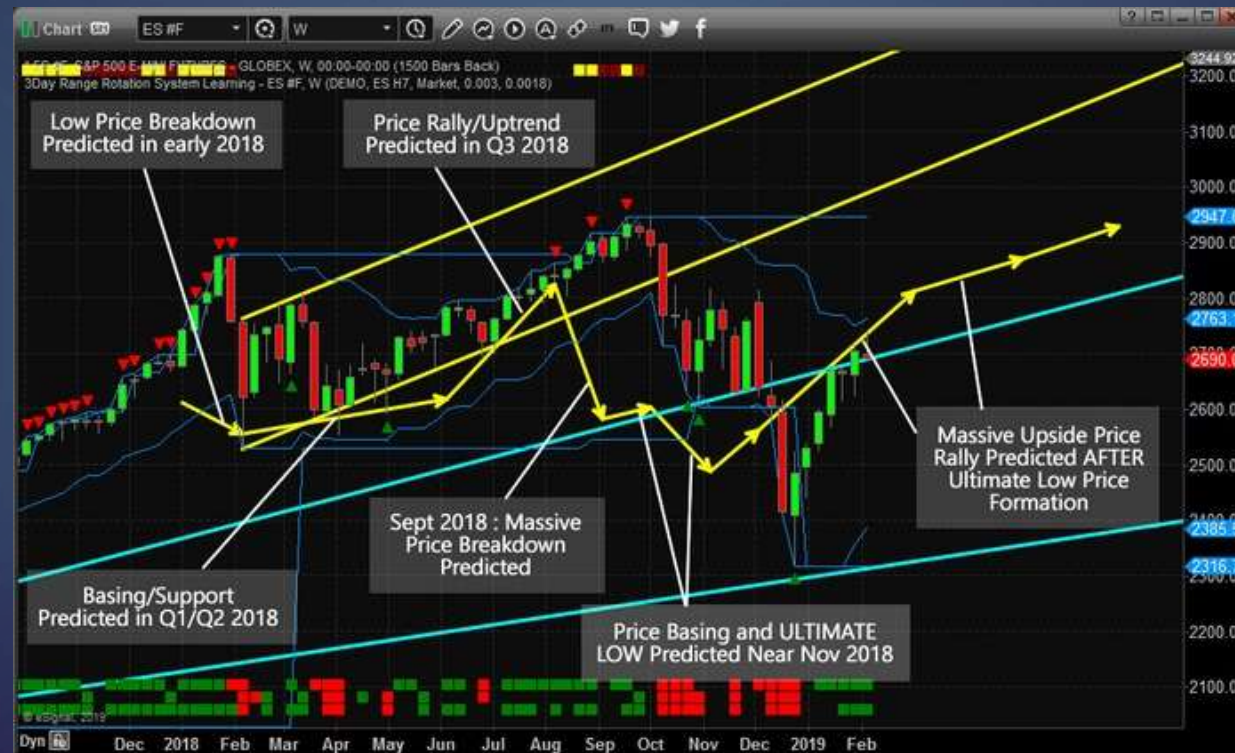 Chart
ES #F
W
S&P 500 E-MINI FUTURES - GLOBEX, W, 00:00-00:00 (1500 Bars Back)
3Day Range Rotation System Learning - ES #F, W (DEMO, ES H7, Market, 0.003, 0.0018)
Low Price Breakdown
Predicted in early 2018
Price Rally/Uptrend
Predicted in Q3 2018
Massive Upside Price
Rally Predicted AFTER
Ultimate Low Price
Formation
Sept 2018 : Massive
Price Breakdown
Predicted
Basing/Support
Predicted in Q1/Q2 2018
Price Basing and ULTIMATE
LOW Predicted Near Nov 2018
3244.92
3200.0
3100.0
3000.0
2947.6
2900.0
2800.0
2763.
2690.0
2600.0
2500.0
2385.5
2316.7
2300.0
2200.0
2100.0
© eSignal, 2019
Dyn Dec 2018 Feb Mar Apr May Jun Jul Aug Sep Oct Nov Dec 2019 Feb